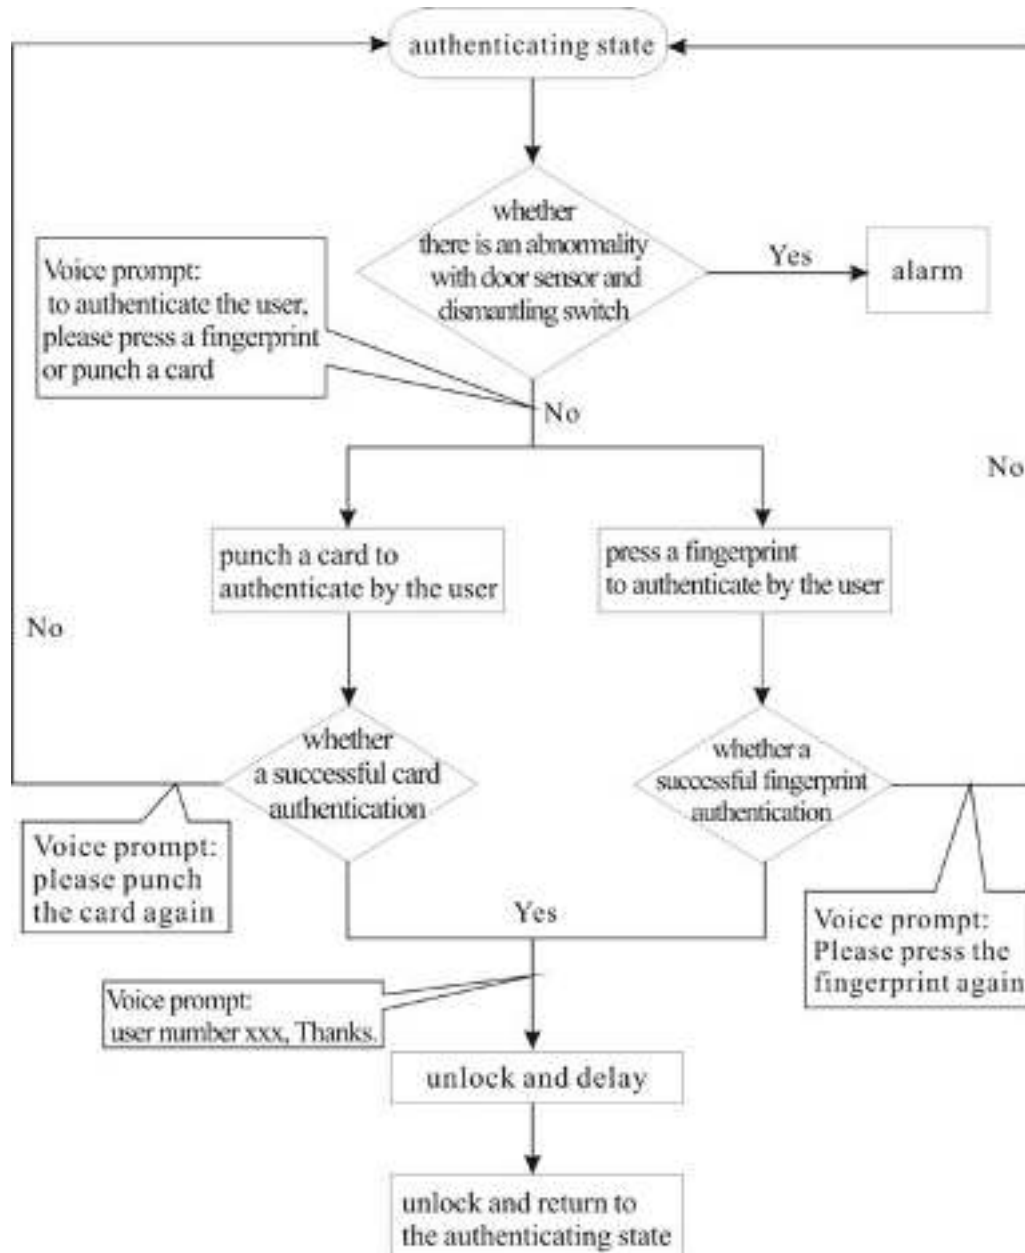 authenticating state
whether
there is an abnormality
with door sensor and
dismantling switch
Yes
alarm
Voice prompt:
to authenticate the user,
please press a fingerprint
or punch a card
No
No
punch a card to
authenticate by the user
press a fingerprint
to authenticate by the user
No
whether
a successful card
authentication
whether a
successful fingerprint
authentication
Voice prompt:
please punch
the card again
Yes
Voice prompt:
Please press the
fingerprint again
Voice prompt:
user number xxx, Thanks.
unlock and delay
unlock and return to
the authenticating state